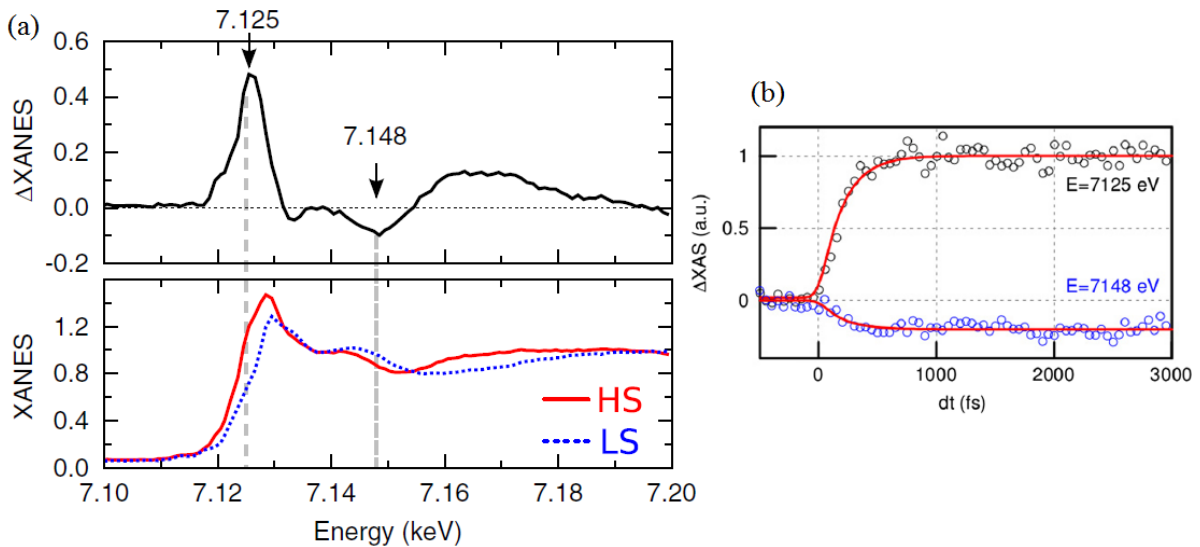 (a)
7.125
7.148
ΔXANES
0.6
0.4
0.2
0.0
-0.2
XANES
1.2
0.8
0.4
0.0
HS
LS
7.10 7.12 7.14 7.16 7.18 7.20
Energy (keV)
(b)
ΔXAS (a.u.)
1
0.5
0
E=7125 eV
E=7148 eV
0 1000 2000 3000
dt (fs)